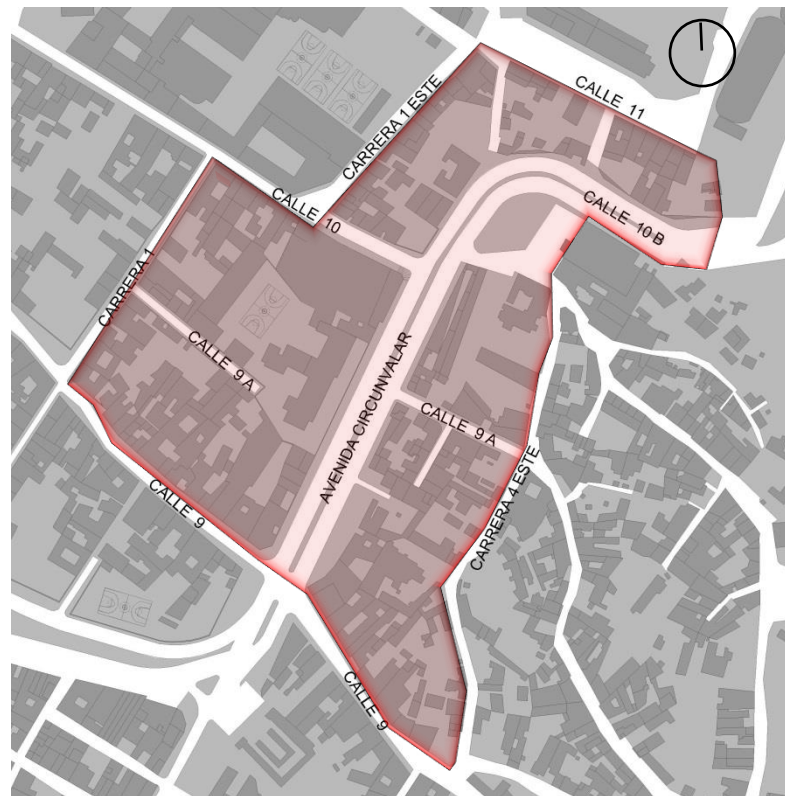 CALLE 11
CARRERA 1 ESTE
CALLE 10
CALLE 10 B
CARRERA 1
CALLE 9 A
AVENIDA CIRCUNVALAR
CALLE 9 A
CALLE 9
CARRERA 4 ESTE
CALLE 9